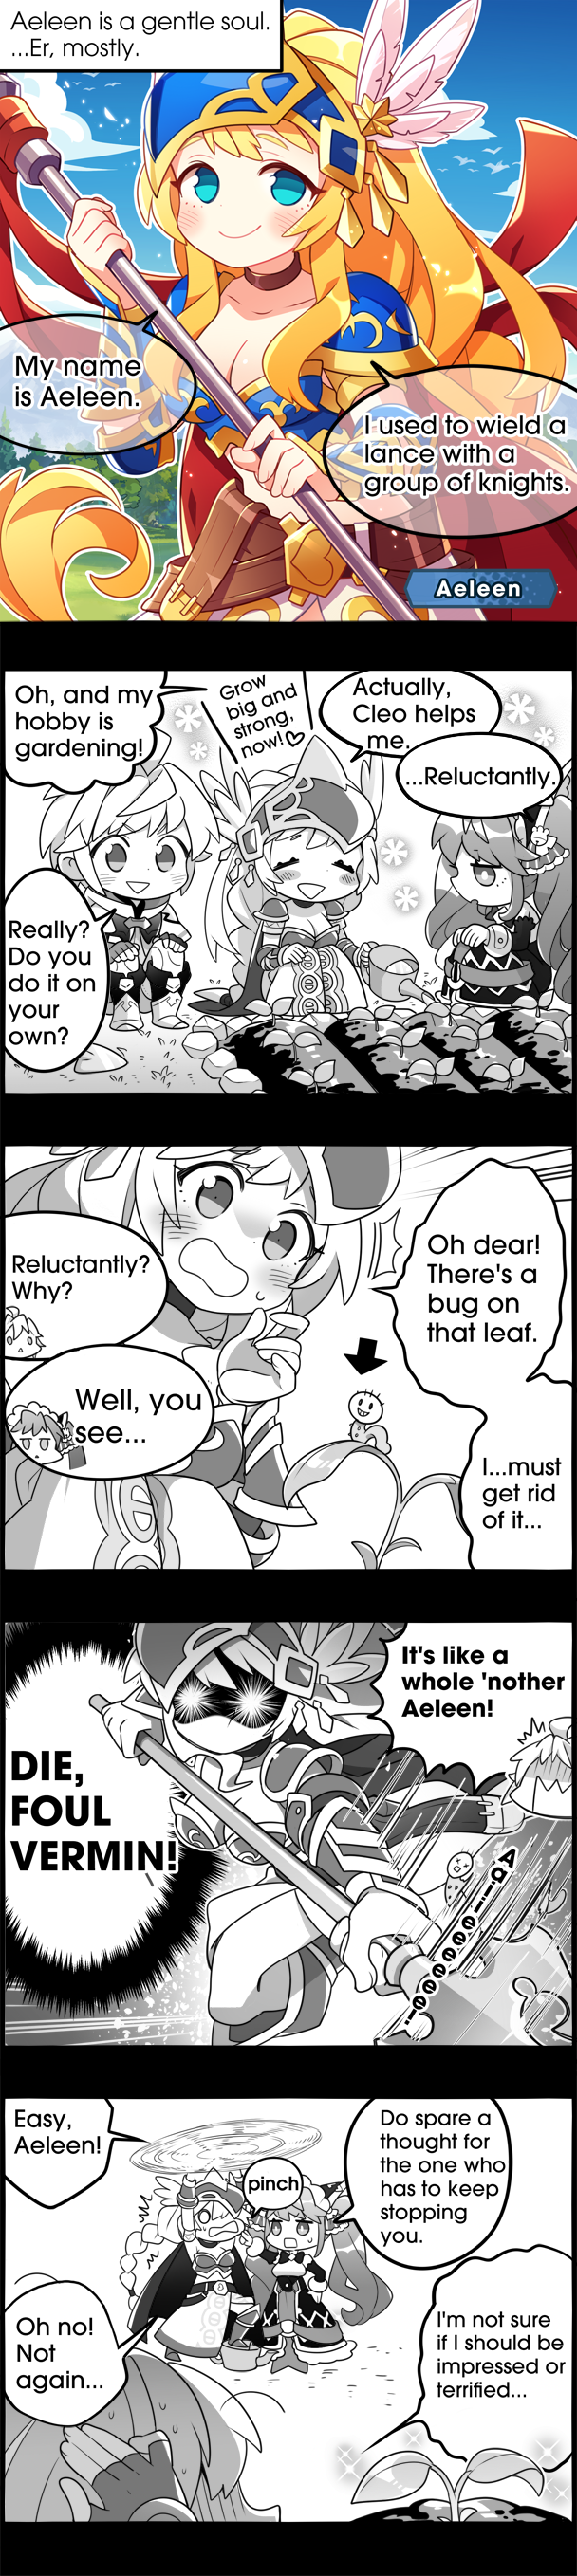 Aeleen is a gentle soul.
...Er, mostly.
My name
is Aeleen.
I used to wield a
lance with a
group of knights.
Aeleen
Oh, and my
hobby is
gardening!
Grow
big and
strong,
now!♡
Actually,
Cleo helps
me.
...Reluctantly.
Really?
Do you
do it on
your
own?
Oh dear!
There's a
bug on
that leaf.
Reluctantly?
Why?
Well, you
see...
I...must
get rid
of it...
It's like a
whole 'nother
Aeleen!
DIE,
FOUL
VERMIN!
Agieeeeeeeee!
Easy,
Aeleen!
pinch
Do spare a
thought for
the one who
has to keep
stopping
you.
Oh no!
Not
again...
I'm not sure
if I should be
impressed or
terrified...